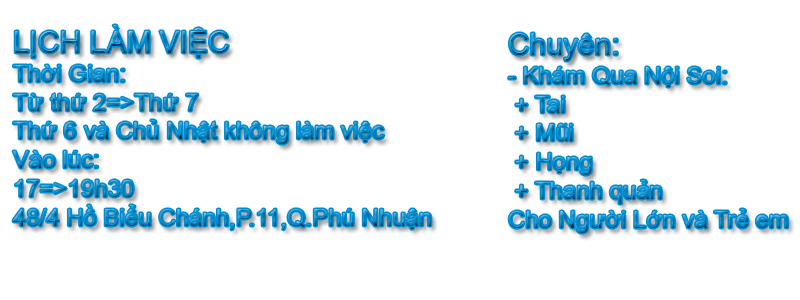 LỊCH LÀM VIỆC
Thời Gian:
Từ thứ 2=>Thứ 7
Thứ 6 và Chủ Nhật không làm việc
Vào lúc:
17=>19h30
48/4 Hồ Biểu Chánh,P.11,Q.Phú Nhuận
Chuyên:
- Khám Qua Nội Soi:
+ Tai
+ Mũi
+ Họng
+ Thanh quản
Cho Người Lớn và Trẻ em